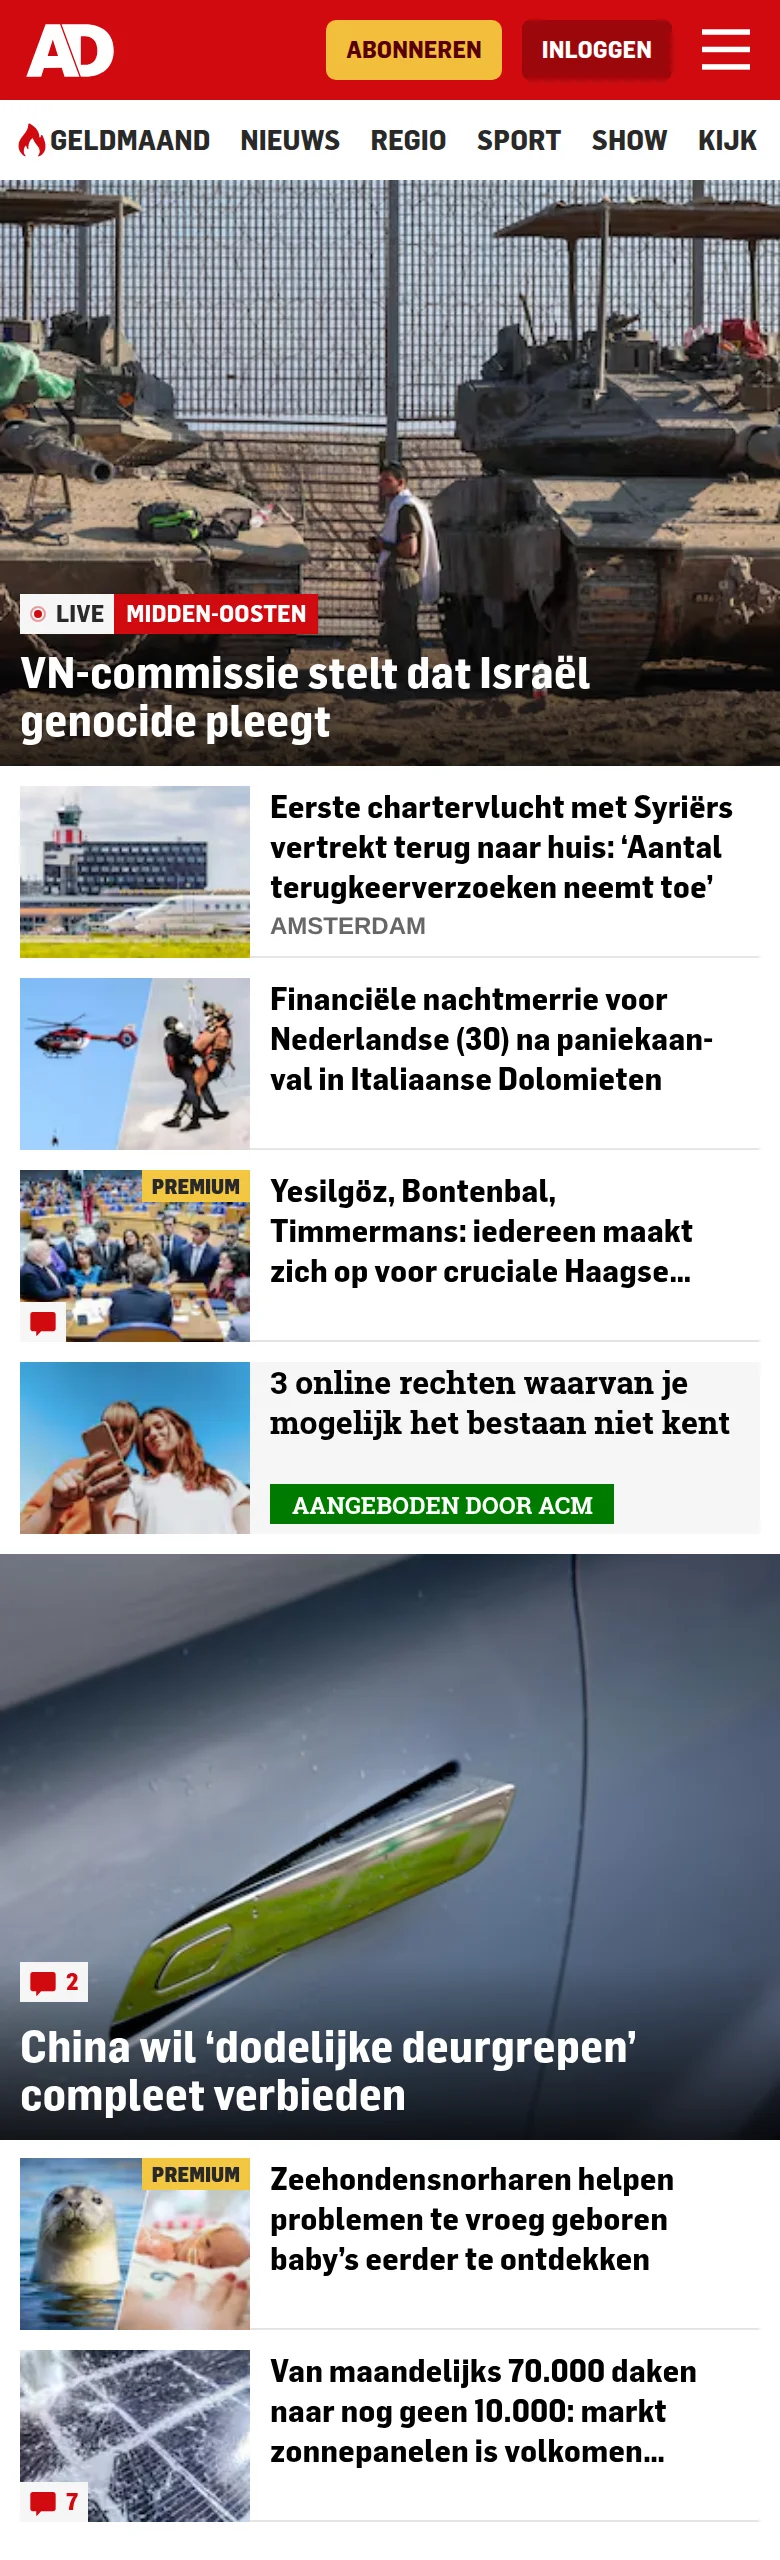 AD
ABONNEREN
INLOGGEN
GELDMAAND NIEUWS REGIO SPORT SHOW KIJK
LIVE MIDDEN-OOSTEN
VN-commissie stelt dat Israël
genocide pleegt
Eerste chartervlucht met Syriërs
vertrekt terug naar huis: ‘Aantal
terugkeerverzoeken neemt toe’
AMSTERDAM
Financiële nachtmerrie voor
Nederlandse (30) na paniekaan-
val in Italiaanse Dolomieten
PREMIUM
Yesilgöz, Bontenbal,
Timmermans: iedereen maakt
zich op voor cruciale Haagse...
3 online rechten waarvan je
mogelijk het bestaan niet kent
AANGEBODEN DOOR ACM
2
China wil ‘dodelijke deurgrepen’
compleet verbieden
PREMIUM
Zeehondensnorharen helpen
problemen te vroeg geboren
baby’s eerder te ontdekken
Van maandelijks 70.000 daken
naar nog geen 10.000: markt
zonnepanelen is volkomen...
7